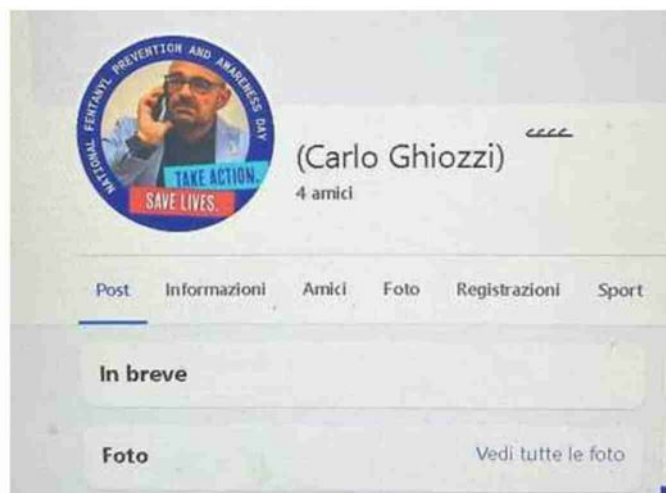 NATIONAL FENTANYL PREVENTION AND AWARENESS DAY
TAKE ACTION.
SAVE LIVES.
(Carlo Ghiozzi)
4 amici
Post Informazioni Amici Foto Registrazioni Sport
In breve
Foto Vedi tutte le foto